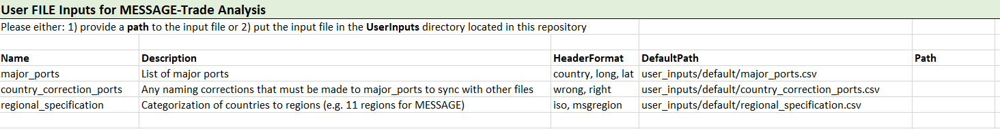 User FILE Inputs for MESSAGE-Trade Analysis
Please either: 1) provide a path to the input file or 2) put the input file in the UserInputs directory located in this repository
Name Description HeaderFormat DefaultPath Path
major_ports List of major ports country, long, lat user_inputs/default/major_ports.csv
country_correction_ports Any naming corrections that must be made to major_ports to sync with other files wrong, right user_inputs/default/country_correction_ports.csv
regional_specification Categorization of countries to regions (e.g. 11 regions for MESSAGE) iso, msgregion user_inputs/default/regional_specification.csv